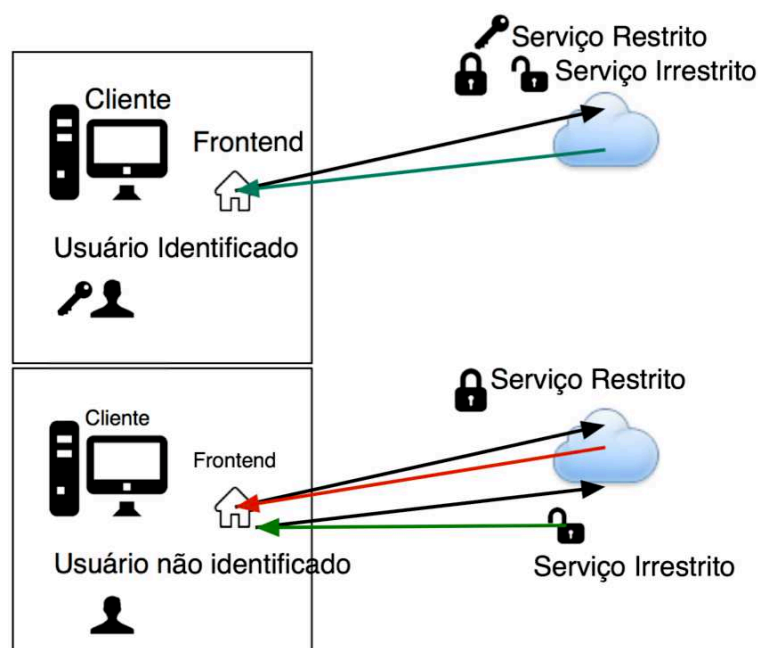 Serviço Restrito
Serviço Irrestrito
Cliente
Frontend
Usuário Identificado
Serviço Restrito
Cliente
Frontend
Usuário não identificado
Serviço Irrestrito